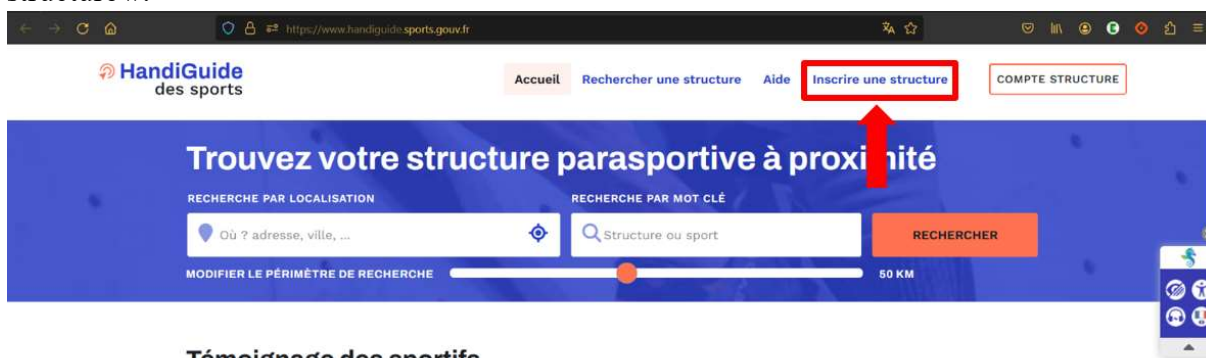 https://www.handiguide.sports.gouv.fr
HandiGuide
des sports
Accueil Rechercher une structure Aide Inscrire une structure COMPTE STRUCTURE
Trouvez votre structure parasportive à proximité
RECHERCHE PAR LOCALISATION RECHERCHE PAR MOT CLÉ
Où ? adresse, ville, ... Structure ou sport RECHERCHER
MODIFIER LE PÉRIMÈTRE DE RECHERCHE 50 KM
Témoignage des sportifs